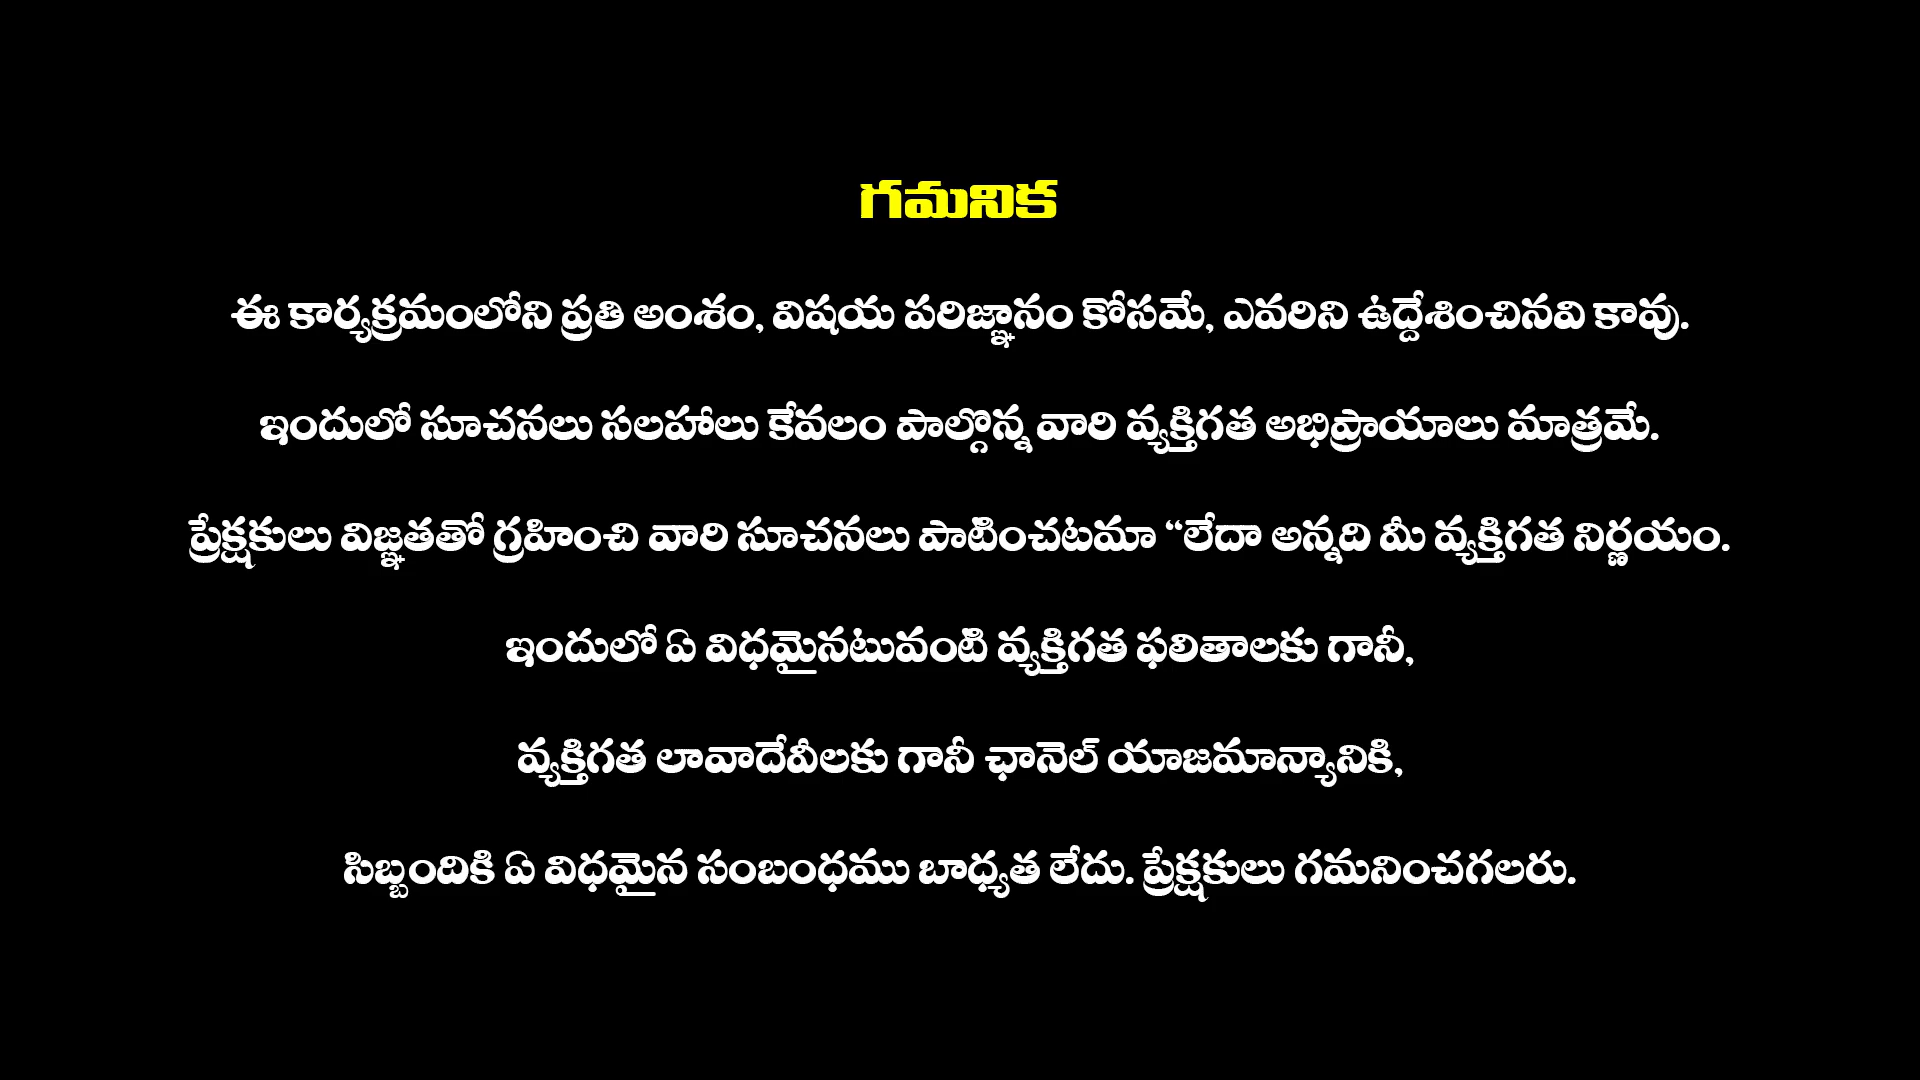 గమనిక
ఈ కార్యక్రమంలోని ప్రతి అంశం, విషయ పరిజ్ఞానం కోసమే, ఎవరిని ఉద్దేశించినవి కావు.
ఇందులో సూచనలు సలహాలు కేవలం పాల్గొన్న వారి వ్యక్తిగత అభిప్రాయాలు మాత్రమే.
ప్రేక్షకులు విజ్ఞతతో గ్రహించి వారి సూచనలు పాటించటమా “లేదా అన్నది మీ వ్యక్తిగత నిర్ణయం.
ఇందులో ఏ విధమైనటువంటి వ్యక్తిగత ఫలితాలకు గానీ,
వ్యక్తిగత లావాదేవీలకు గానీ ఛానెల్ యాజమాన్యానికి,
సిబ్బందికి ఏ విధమైన సంబంధము బాధ్యత లేదు. ప్రేక్షకులు గమనించగలరు.